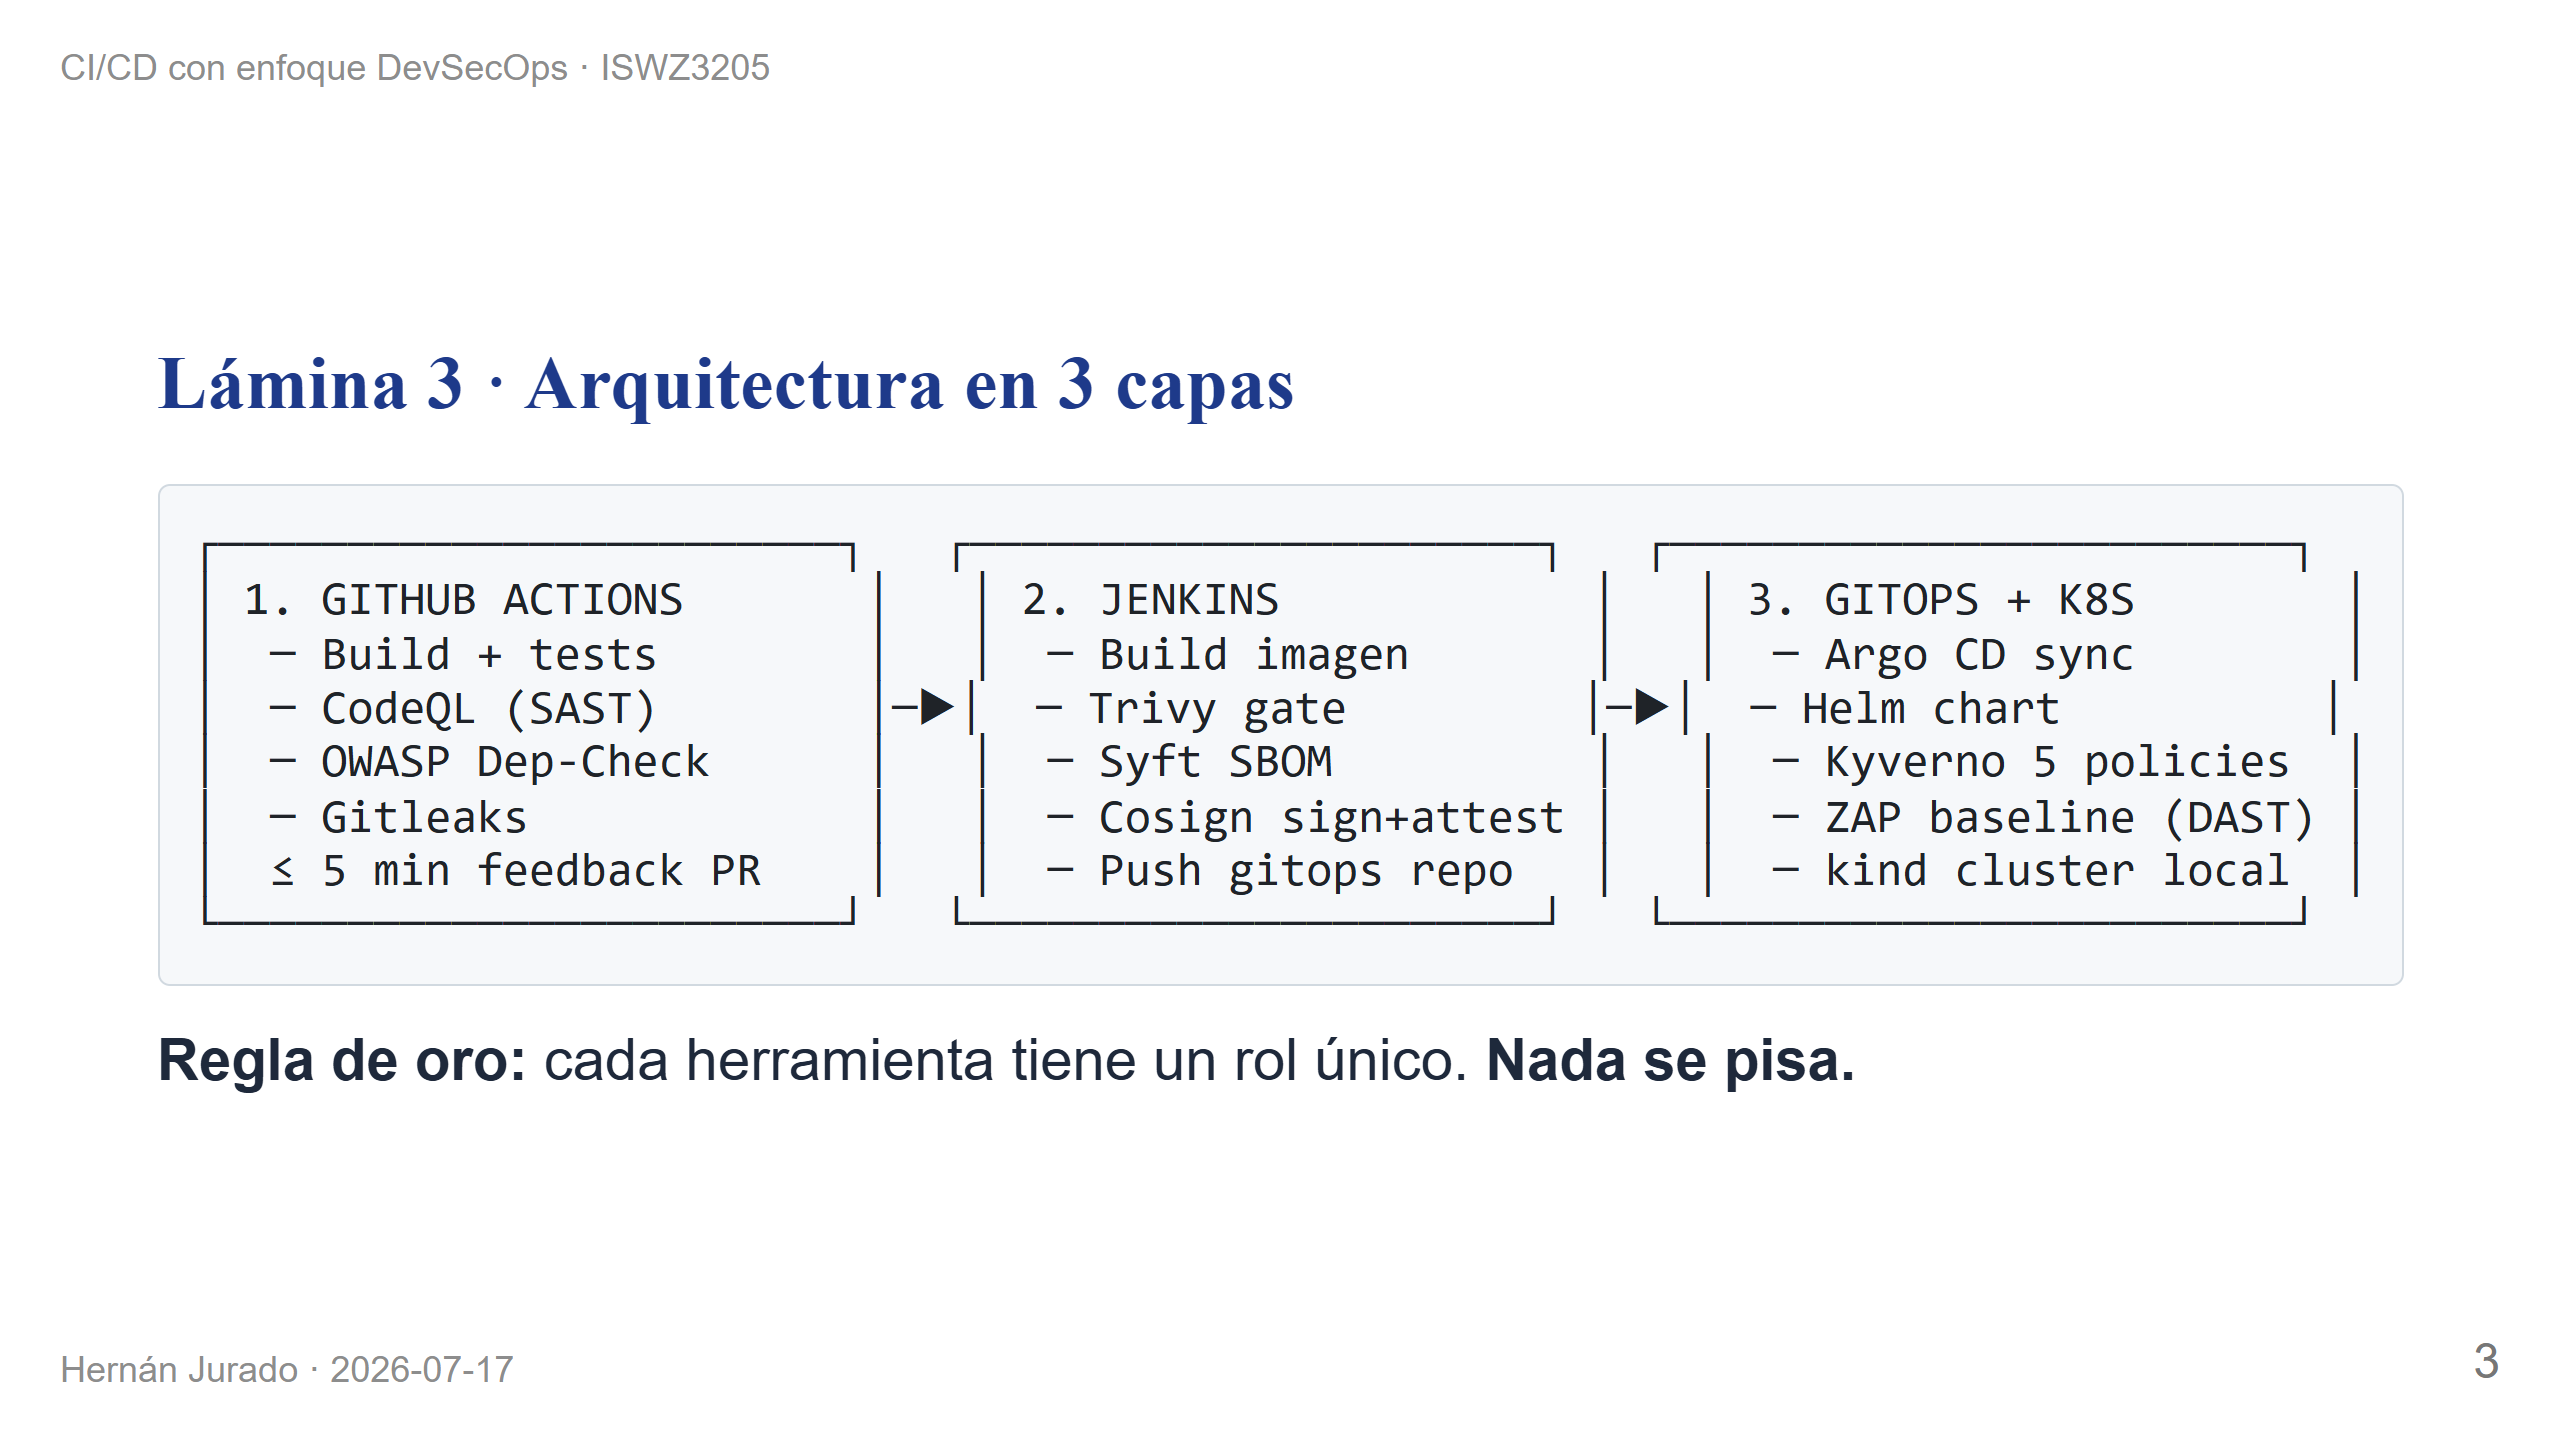 CI/CD con enfoque DevSecOps · ISWZ3205
Lámina 3 · Arquitectura en 3 capas
1. GITHUB ACTIONS
─ Build + tests
─ CodeQL (SAST)
─ OWASP Dep-Check
─ Gitleaks
≤ 5 min feedback PR
2. JENKINS
─ Build imagen
─ Trivy gate
─ Syft SBOM
─ Cosign sign+attest
─ Push gitops repo
3. GITOPS + K8S
─ Argo CD sync
─ Helm chart
─ Kyverno 5 policies
─ ZAP baseline (DAST)
─ kind cluster local
Regla de oro: cada herramienta tiene un rol único. Nada se pisa.
Hernán Jurado · 2026-07-17
3